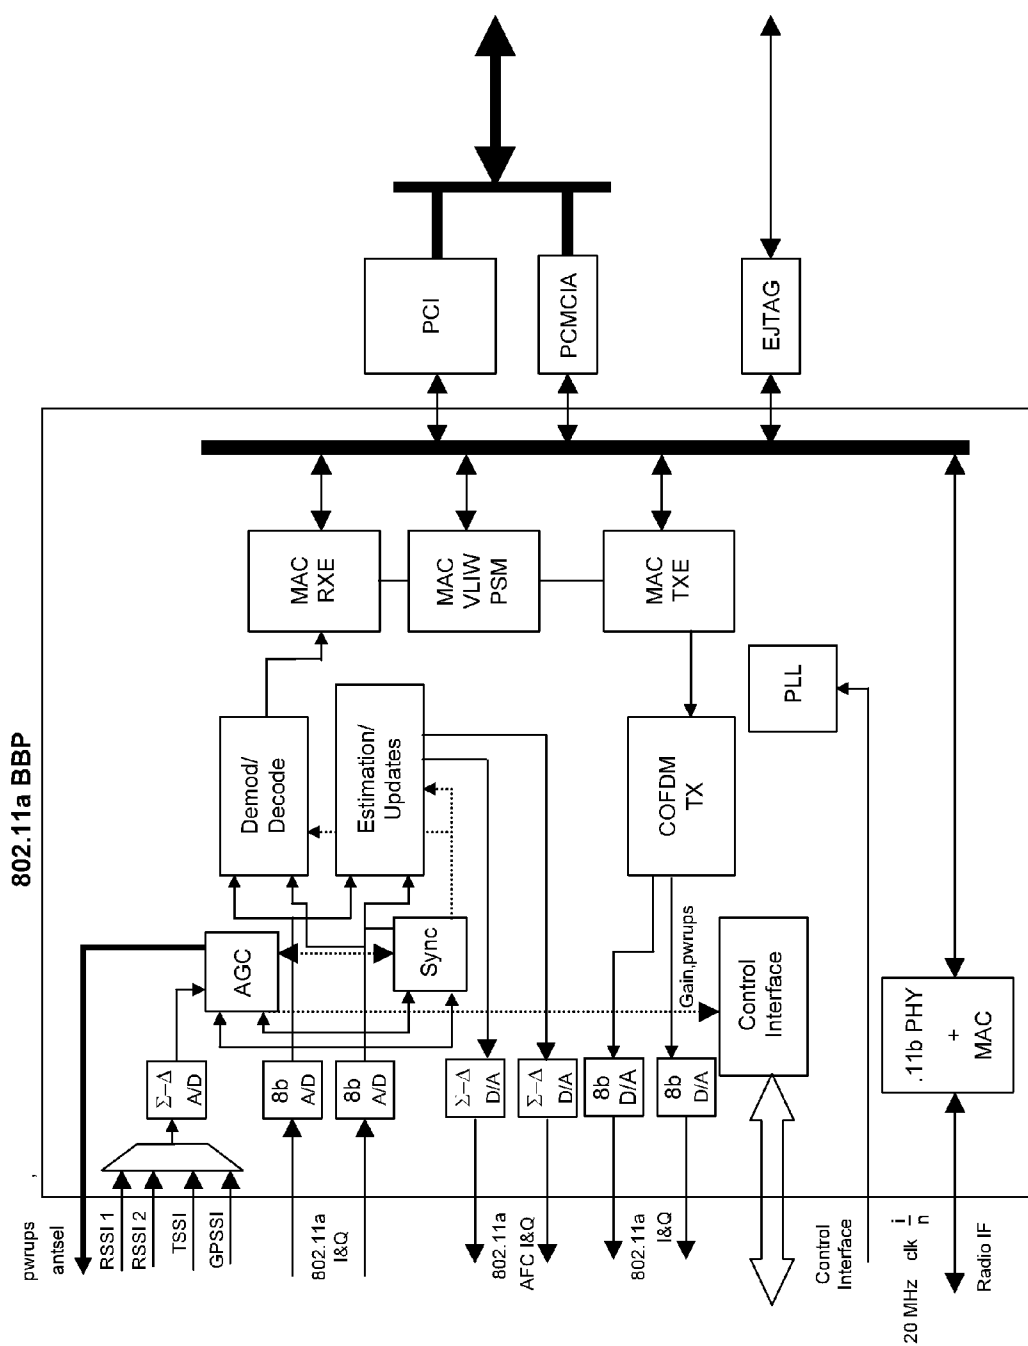 802.11a BBP
pwrups
antsel
RSSI 1
RSSI 2
TSSI
GPSSI
Σ–Δ
A/D
AGC
802.11a
I&Q
8b
A/D
8b
A/D
Demod/
Decode
Estimation/
Updates
Sync
MAC
RXE
MAC
VLIW
PSM
MAC
TXE
PCI
PCMCIA
EJTAG
802.11a
AFC I&Q
Σ–Δ
D/A
Σ–Δ
D/A
802.11a
I&Q
8b
D/A
8b
D/A
COFDM
TX
Gain,pwrups
PLL
Control
Interface
Control
Interface
20 MHz clk i
n
Radio IF
.11b PHY
+
MAC